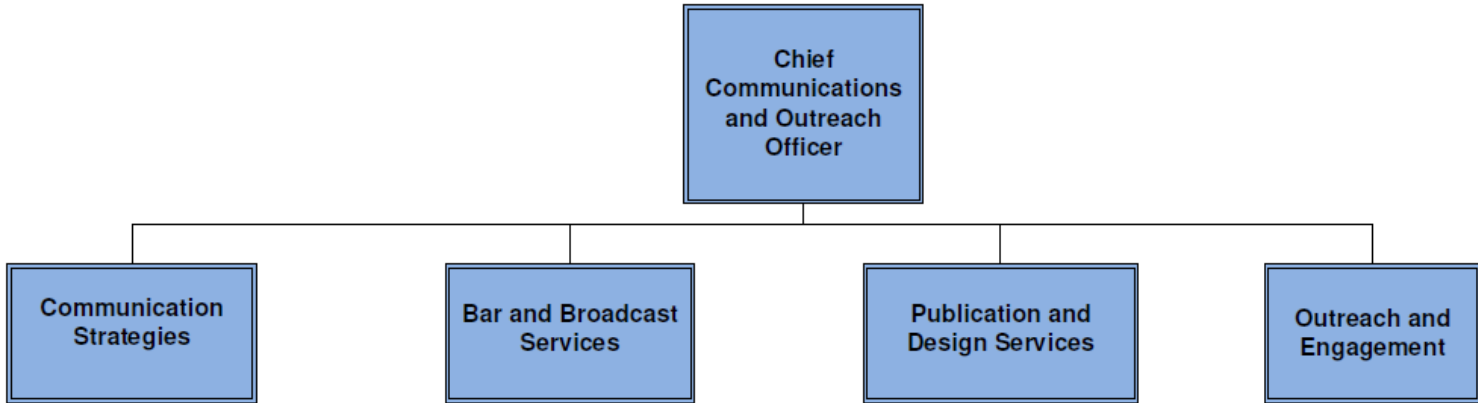 Chief
Communications
and Outreach
Officer
Communication
Strategies
Bar and Broadcast
Services
Publication and
Design Services
Outreach and
Engagement